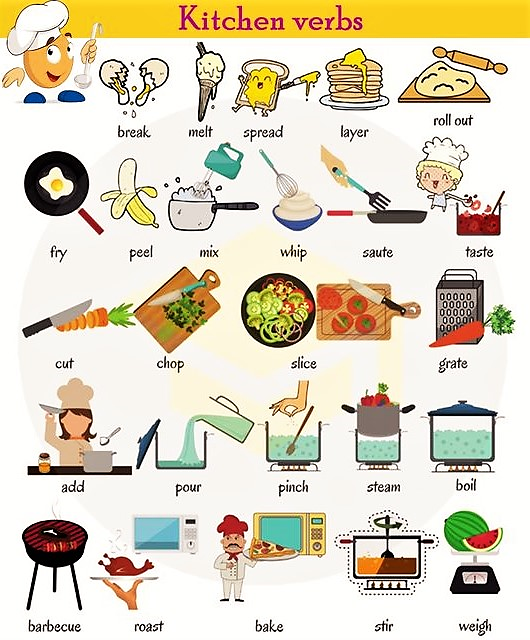 Kitchen verbs
break melt spread layer roll out
fry peel mix whip saute taste
cut chop slice grate
add pour pinch steam boil
barbecue roast bake stir weigh